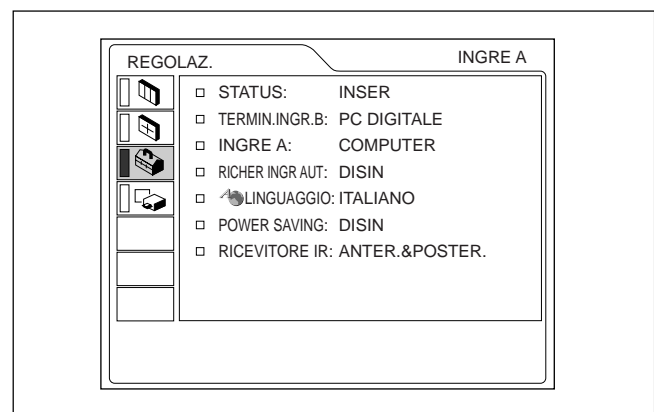 REGOLAZ. INGRE A
STATUS: INSER
TERMIN.INGR.B: PC DIGITALE
INGRE A: COMPUTER
RICHER INGR AUT: DISIN
LINGUAGGIO: ITALIANO
POWER SAVING: DISIN
RICEVITORE IR: ANTER.&POSTER.